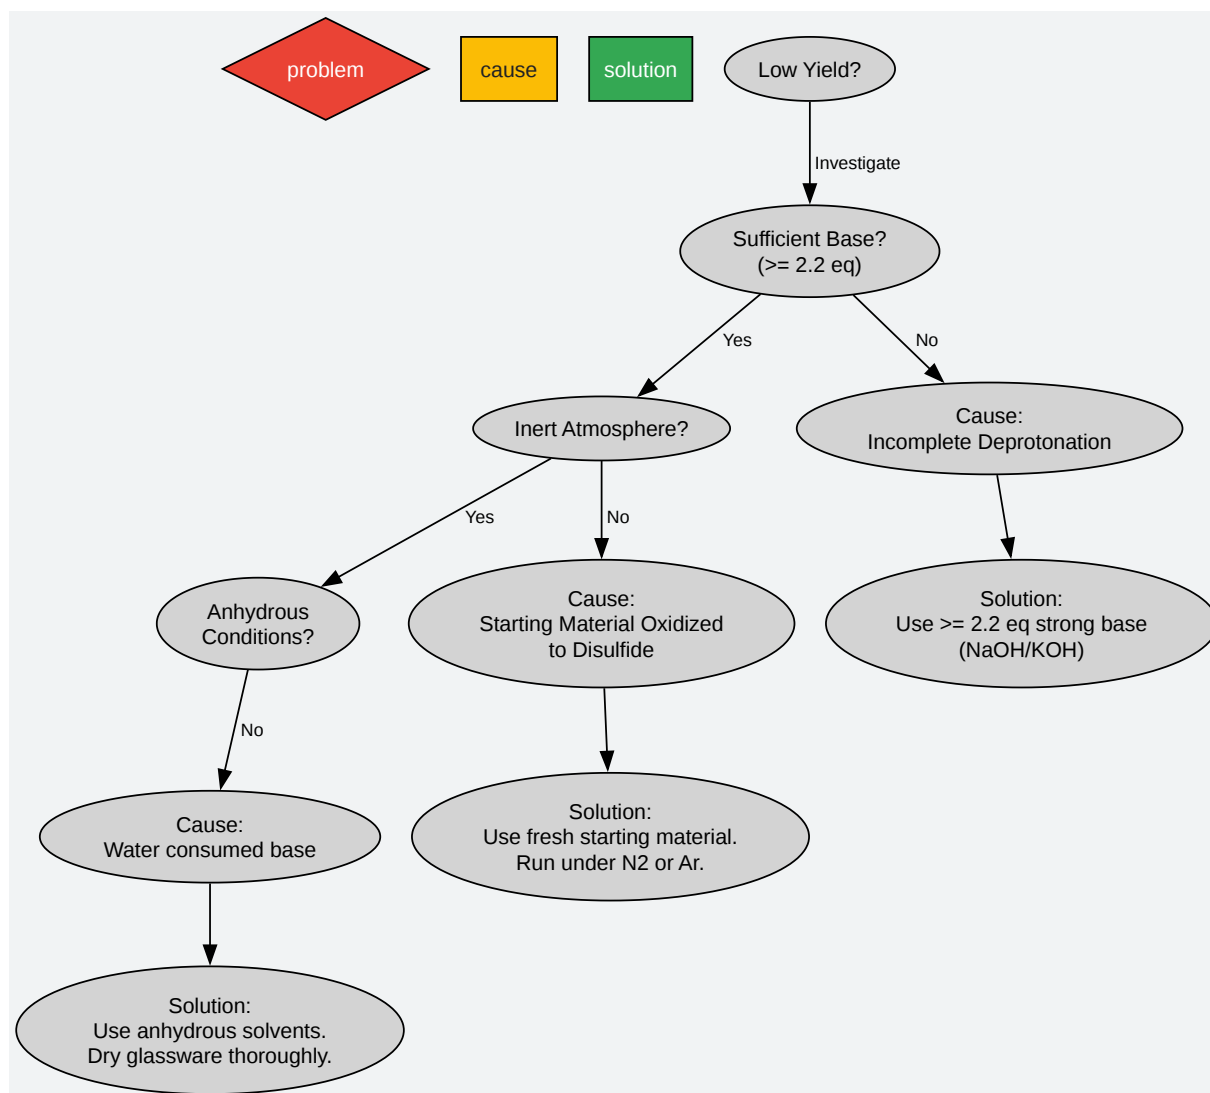 problem
cause
solution
Low Yield?
Investigate
Sufficient Base?
(>= 2.2 eq)
Yes
No
Inert Atmosphere?
Cause:
Incomplete Deprotonation
Yes
No
Anhydrous
Conditions?
Cause:
Starting Material Oxidized
to Disulfide
Solution:
Use >= 2.2 eq strong base
(NaOH/KOH)
No
Cause:
Water consumed base
Solution:
Use fresh starting material.
Run under N2 or Ar.
Solution:
Use anhydrous solvents.
Dry glassware thoroughly.